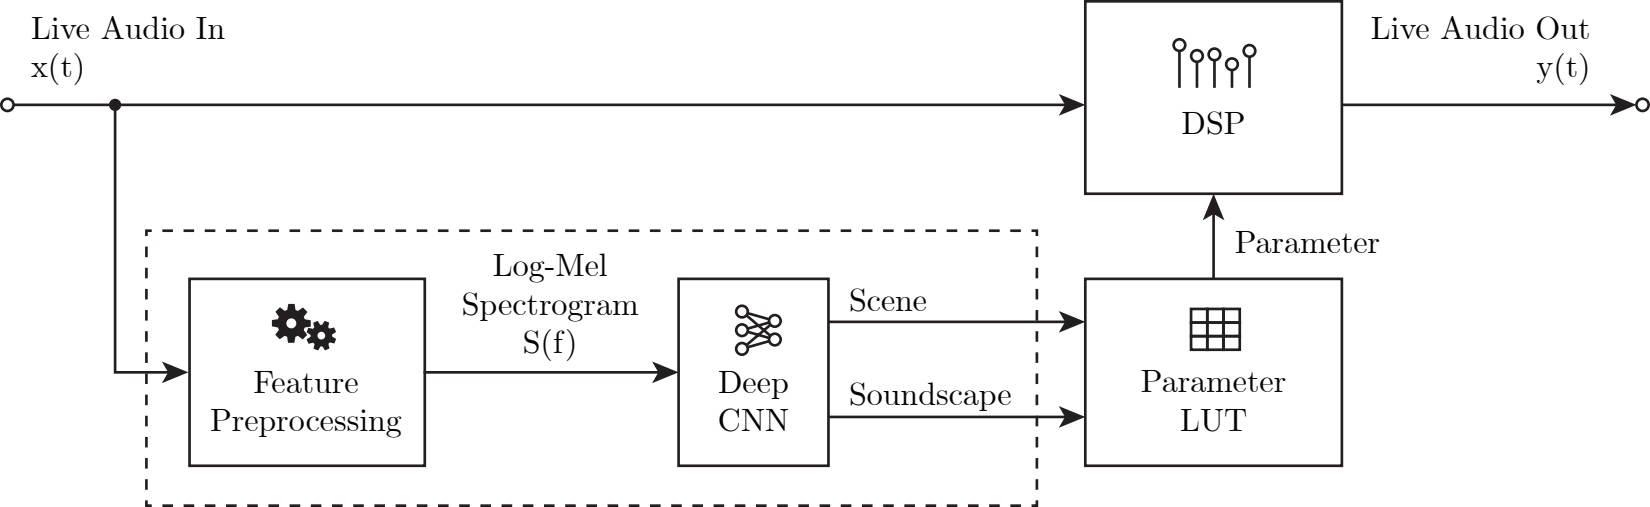 Live Audio In
x(t)
Live Audio Out
y(t)
DSP
Parameter
Log-Mel
Spectrogram
S(f)
Feature
Preprocessing
Deep
CNN
Scene
Soundscape
Parameter
LUT